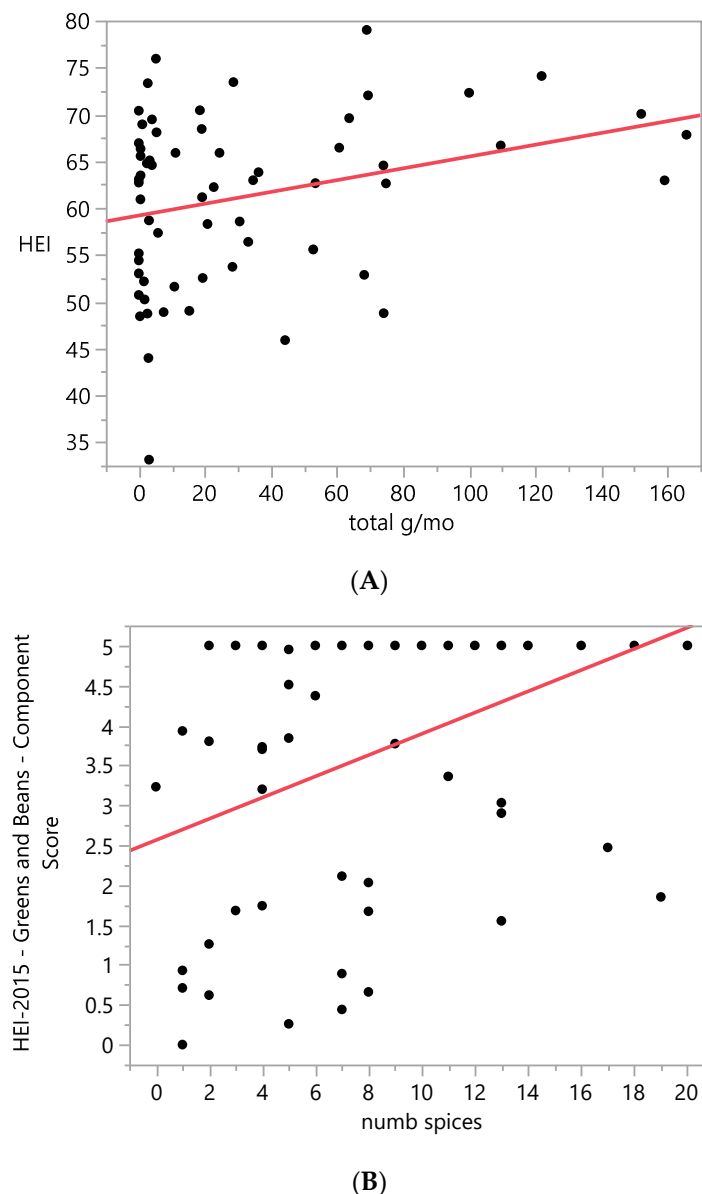 80
75
70
65
60
HEI
55
50
45
40
35
0 20 40 60 80 100 120 140 160
total g/mo
(A)
HEI-2015 - Greens and Beans - Component
Score
5
4.5
4
3.5
3
2.5
2
1.5
1
0.5
0
0 2 4 6 8 10 12 14 16 18 20
numb spices
(B)